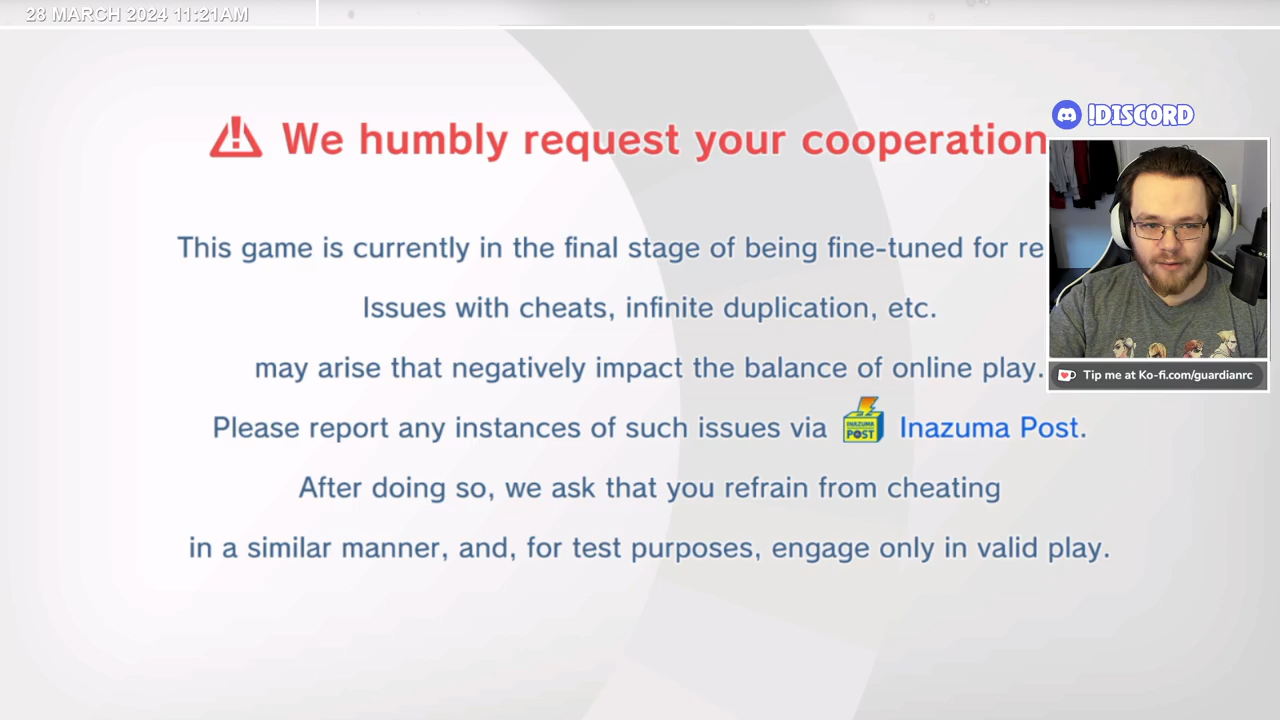 28 MARCH 2024 11:21AM
!DISCORD
We humbly request your cooperation
This game is currently in the final stage of being fine-tuned for re
Issues with cheats, infinite duplication, etc.
may arise that negatively impact the balance of online play.
Tip me at Ko-fi.com/guardianrc
Please report any instances of such issues via INAZUMA POST Inazuma Post.
After doing so, we ask that you refrain from cheating
in a similar manner, and, for test purposes, engage only in valid play.